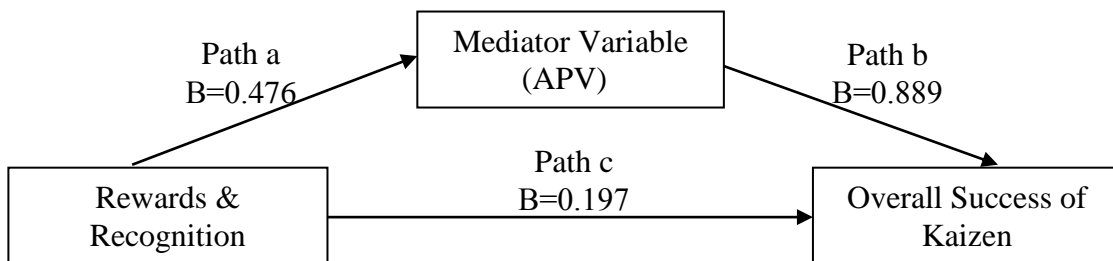 Path a
B=0.476
Mediator Variable
(APV)
Path b
B=0.889
Rewards &
Recognition
Path c
B=0.197
Overall Success of
Kaizen